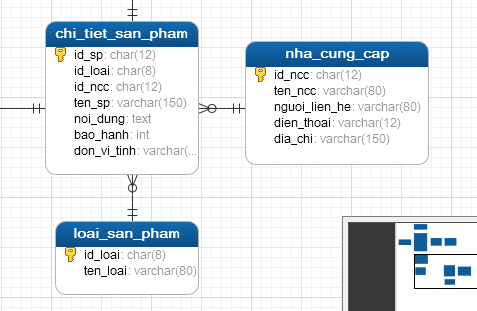 chi_tiet_san_pham
id_sp: char(12)
id_loai: char(8)
id_ncc: char(12)
ten_sp: varchar(150)
noi_dung: text
bao_hanh: int
don_vi_tinh: varchar(...
nha_cung_cap
id_ncc: char(12)
ten_ncc: varchar(80)
nguoi_lien_he: varchar(80)
dien_thoai: varchar(12)
dia_chi: varchar(150)
loai_san_pham
id_loai: char(8)
ten_loai: varchar(80)